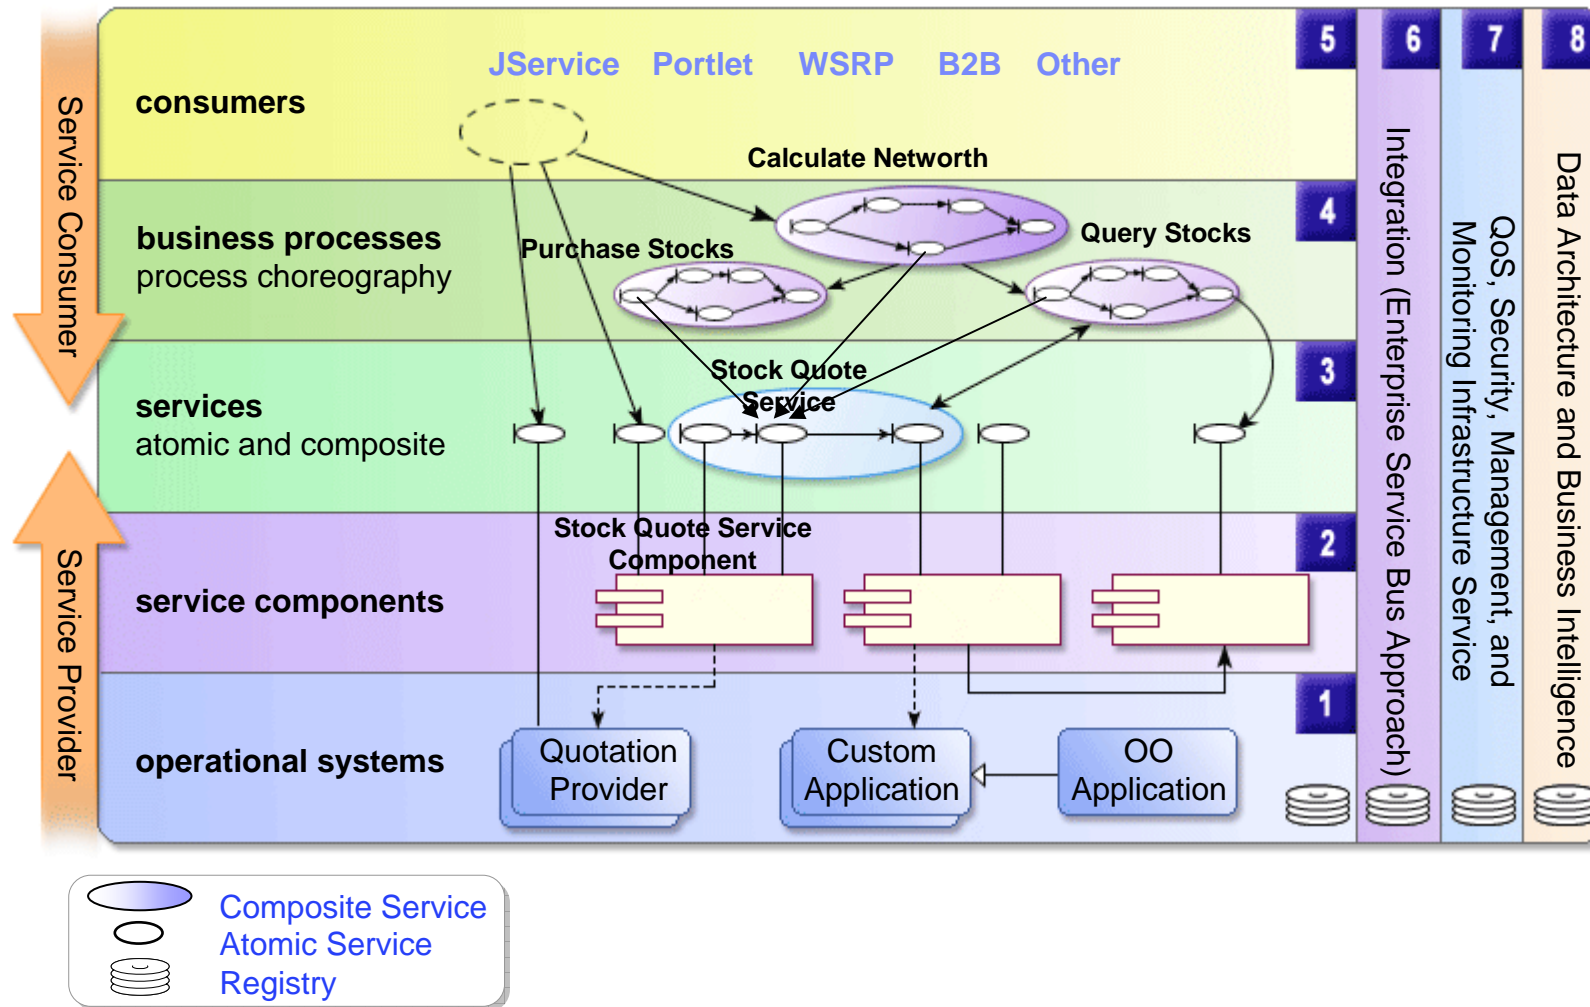 JService Portlet WSRP B2B Other
5
6
7
8
consumers
Calculate Networth
4
business processes
process choreography
Purchase Stocks
Query Stocks
3
Stock Quote
Service
services
atomic and composite
2
Stock Quote Service
Component
service components
1
operational systems
Quotation
Provider
Custom
Application
OO
Application
Service Consumer
Service Provider
Integration (Enterprise Service Bus Approach)
QoS, Security, Management, and
Monitoring Infrastructure Service
Data Architecture and Business Intelligence
Composite Service
Atomic Service
Registry